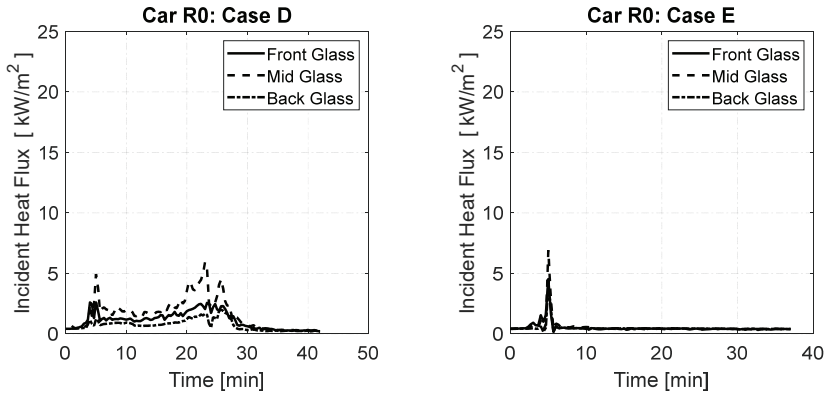 Car R0: Case D
25
20
15
10
5
0
Incident Heat Flux [ kW/m² ]
Front Glass
Mid Glass
Back Glass
0 10 20 30 40 50
Time [min]
Car R0: Case E
25
20
15
10
5
0
Incident Heat Flux [ kW/m² ]
Front Glass
Mid Glass
Back Glass
0 10 20 30 40
Time [min]